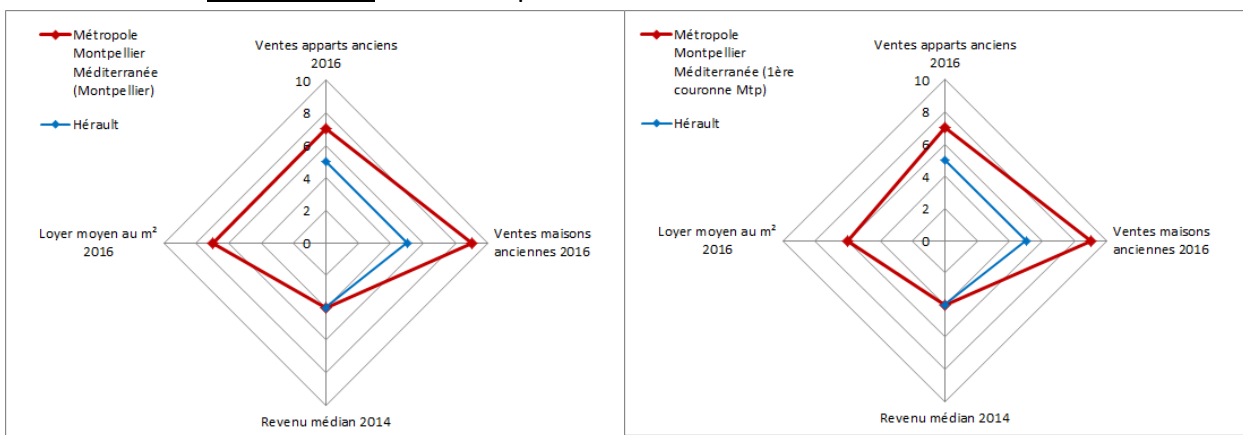 Métropole
Montpellier
Méditerranée
(Montpellier)
Hérault
Ventes apparts anciens
2016
10
8
6
4
2
0
Loyer moyen au m²
2016
Ventes maisons
anciennes 2016
Revenu médian 2014
Métropole
Montpellier
Méditerranée (1ère
couronne Mtp)
Hérault
Ventes apparts anciens
2016
10
8
6
4
2
0
Loyer moyen au m²
2016
Ventes maisons
anciennes 2016
Revenu médian 2014